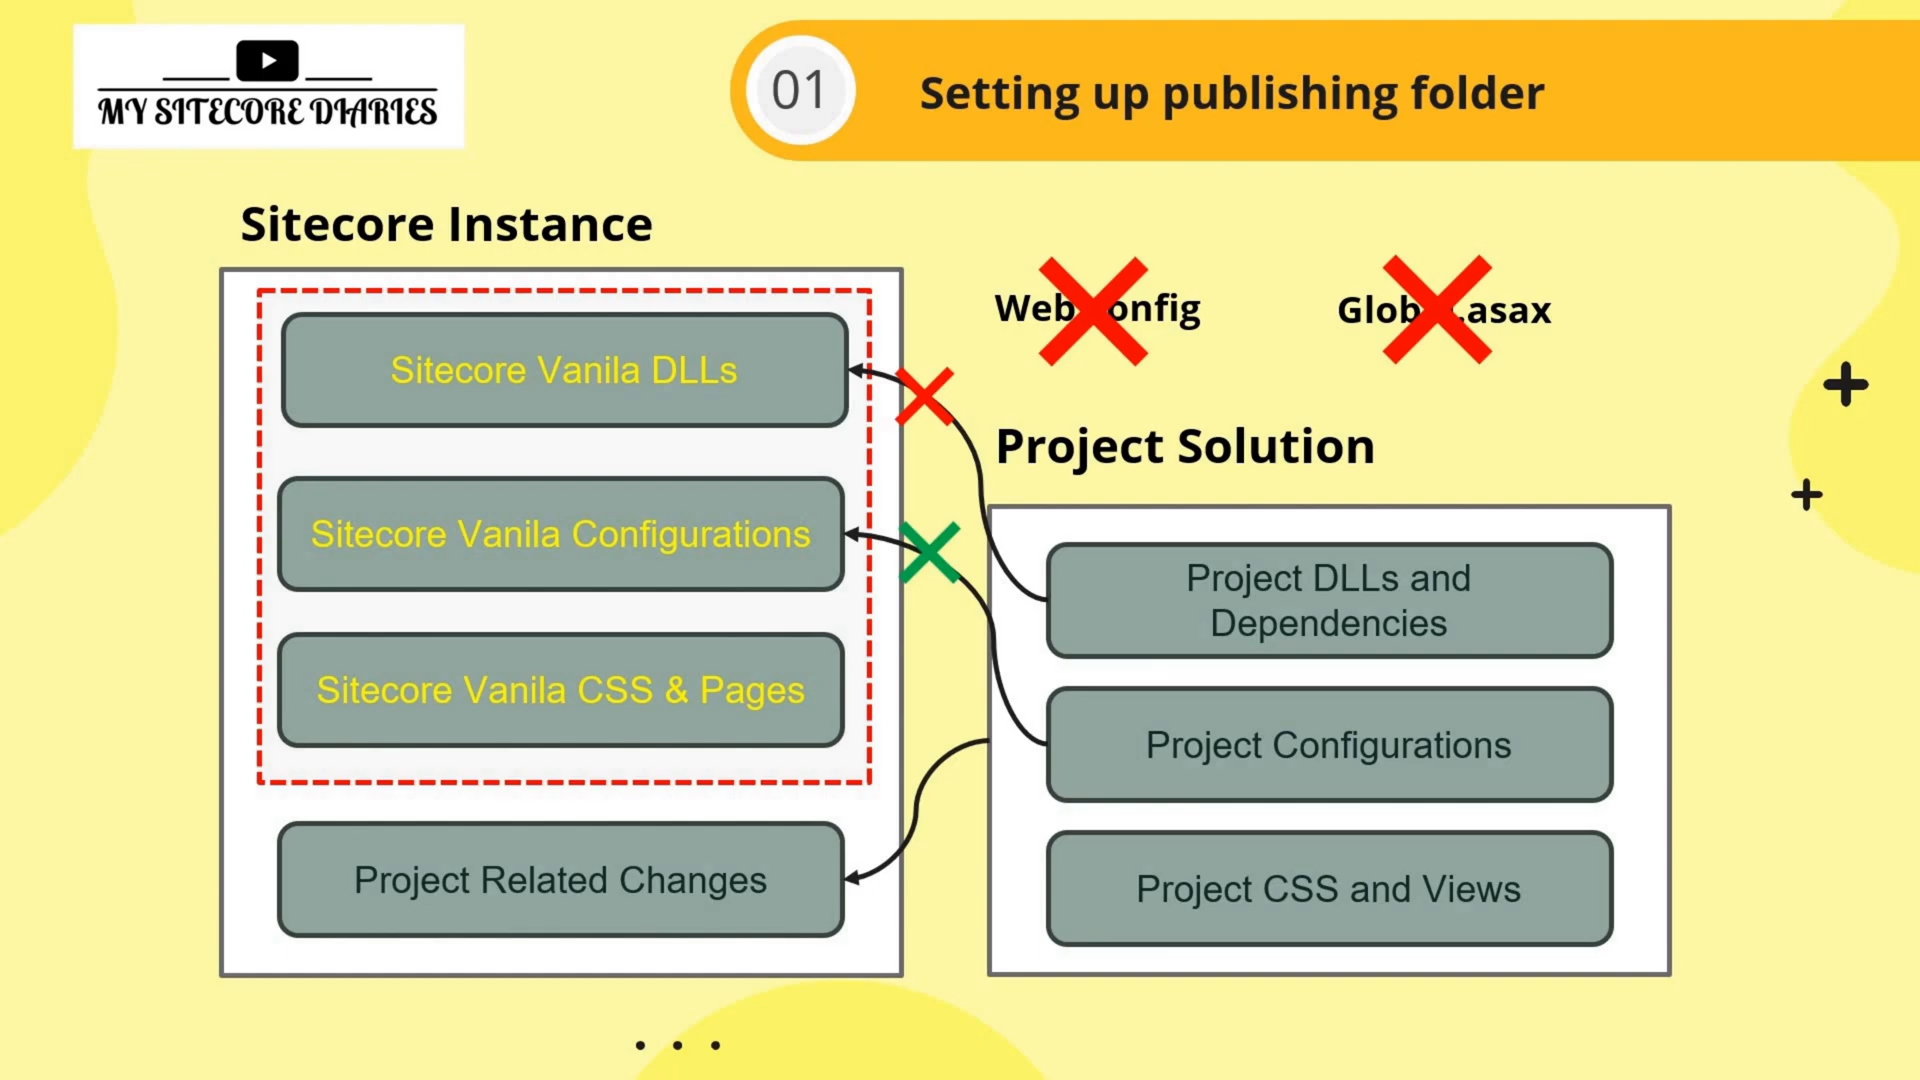 MY SITECORE DIARIES
01
Setting up publishing folder
Sitecore Instance
Sitecore Vanila DLLs
Sitecore Vanila Configurations
Sitecore Vanila CSS & Pages
Project Related Changes
Web onfig
Glob .asax
Project Solution
Project DLLs and
Dependencies
Project Configurations
Project CSS and Views